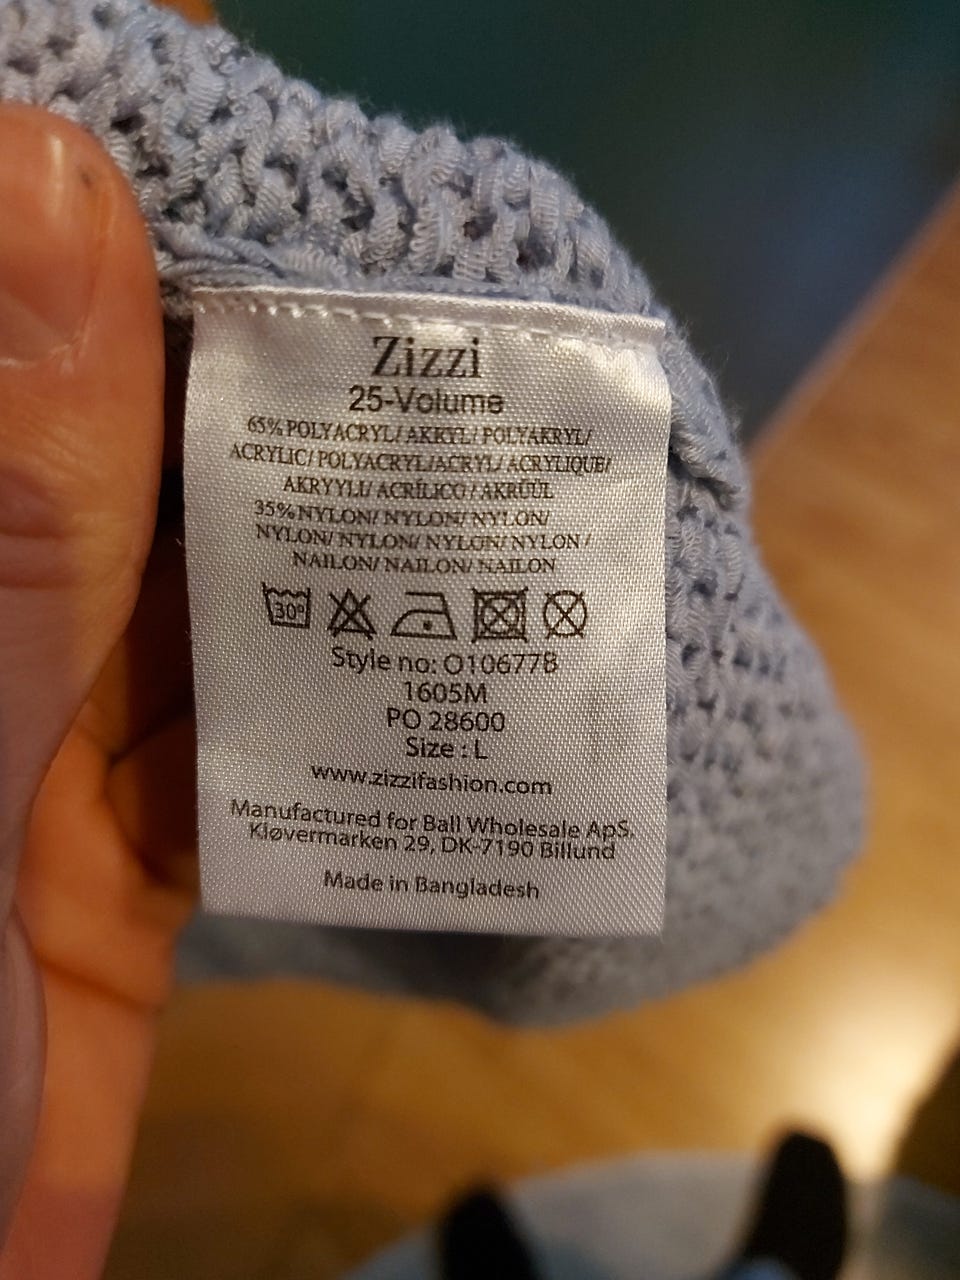 Zizzi
25-Volume
65% POLYACRYL/ AKRYL/ POLYAKRYL/
ACRYLIC/ POLYACRYL/ACRYL/ ACRYLIQUE/
AKRYYLI/ ACRÍLICO / AKRÜÜL
35% NYLON/ NYLON/ NYLON/
NYLON/ NYLON/ NYLON/ NYLON /
NAILON/ NAILON/ NAILON
30°
Style no: O10677B
1605M
PO 28600
Size : L
www.zizzifashion.com
Manufactured for Ball Wholesale ApS.
Kløvermarken 29, DK-7190 Billund
Made in Bangladesh